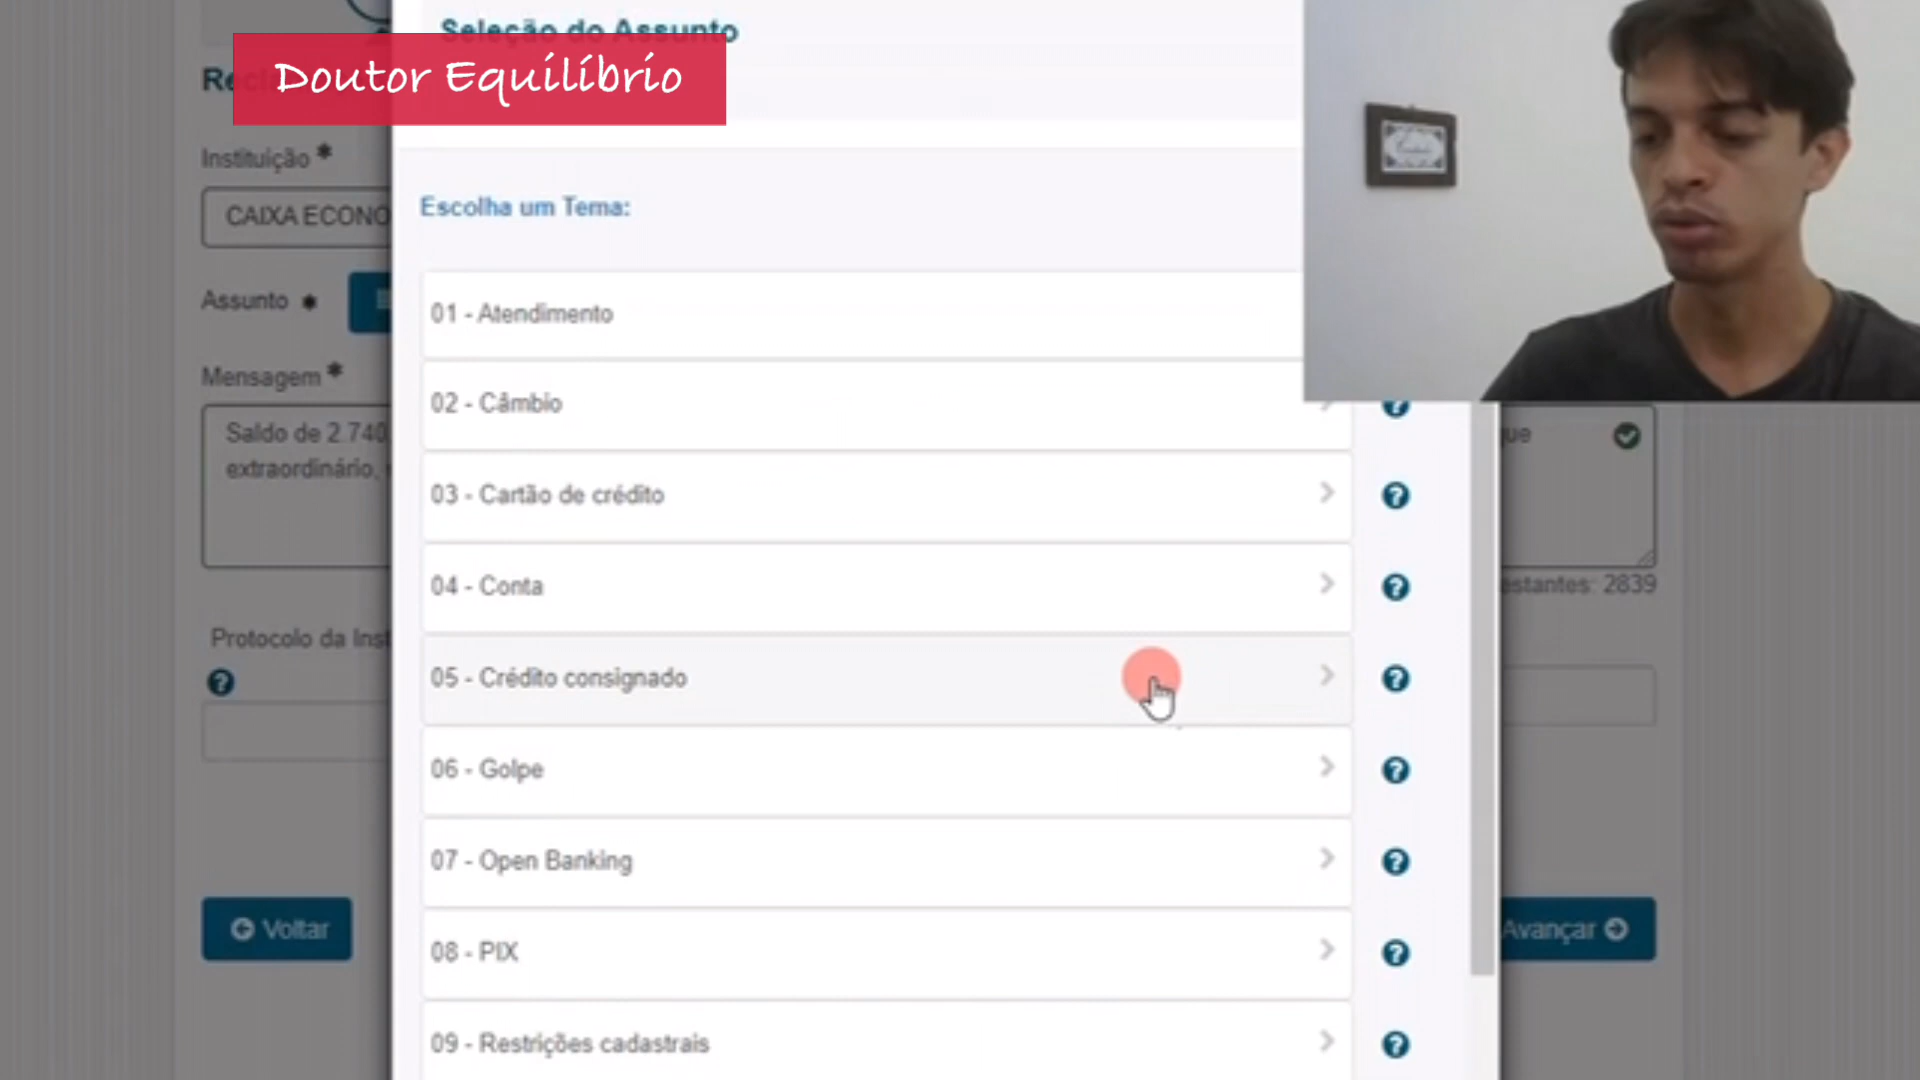 Seleção do Assunto
Doutor Equilíbrio
Instituição *
CAIXA ECONO
Assunto *
Mensagem *
Saldo de 2.740
extraordinário,
Protocolo da Inst
Voltar
Escolha um Tema:
01 - Atendimento
02 - Câmbio
03 - Cartão de crédito
04 - Conta
05 - Crédito consignado
06 - Golpe
07 - Open Banking
08 - PIX
09 - Restrições cadastrais
que
estantes: 2839
Avançar